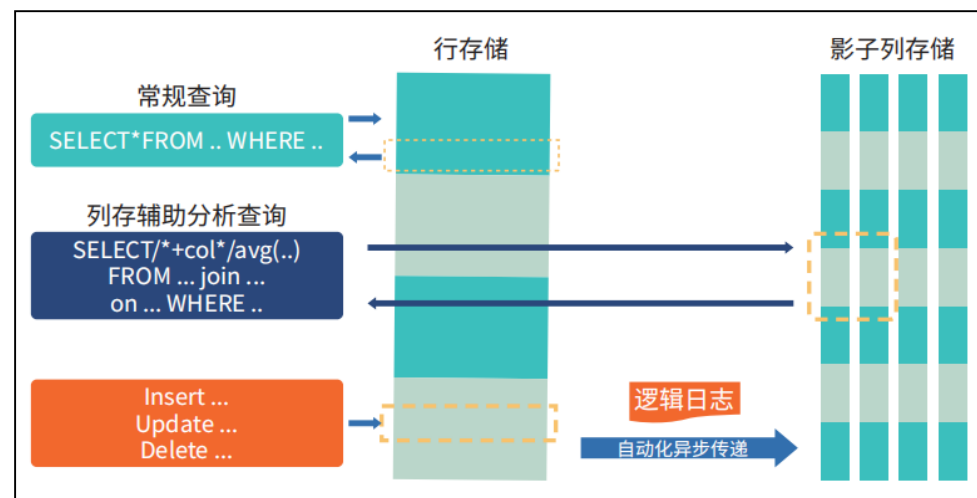 行存储
影子列存储
常规查询
SELECT*FROM .. WHERE ..
列存辅助分析查询
SELECT/*+col*/avg(..)
FROM ... join ...
on ... WHERE ..
Insert ...
Update ...
Delete ...
逻辑日志
自动化异步传递